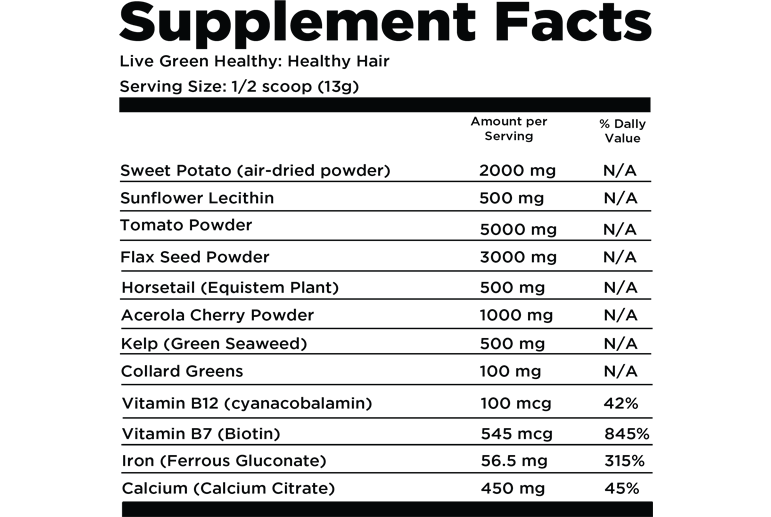 Supplement Facts
Live Green Healthy: Healthy Hair
Serving Size: 1/2 scoop (13g)
Amount per Serving % Dally Value
Sweet Potato (air-dried powder) 2000 mg N/A
Sunflower Lecithin 500 mg N/A
Tomato Powder 5000 mg N/A
Flax Seed Powder 3000 mg N/A
Horsetail (Equistem Plant) 500 mg N/A
Acerola Cherry Powder 1000 mg N/A
Kelp (Green Seaweed) 500 mg N/A
Collard Greens 100 mg N/A
Vitamin B12 (cyanacobalamin) 100 mcg 42%
Vitamin B7 (Biotin) 545 mcg 845%
Iron (Ferrous Gluconate) 56.5 mg 315%
Calcium (Calcium Citrate) 450 mg 45%